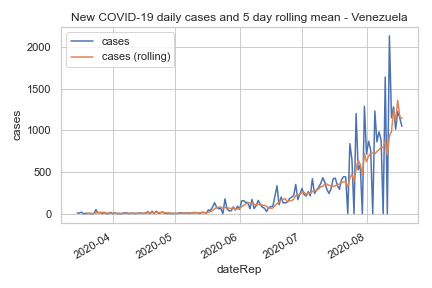 New COVID-19 daily cases and 5 day rolling mean - Venezuela
cases
cases (rolling)
2000
1500
1000
500
0
cases
2020-04
2020-05
2020-06
2020-07
2020-08
dateRep